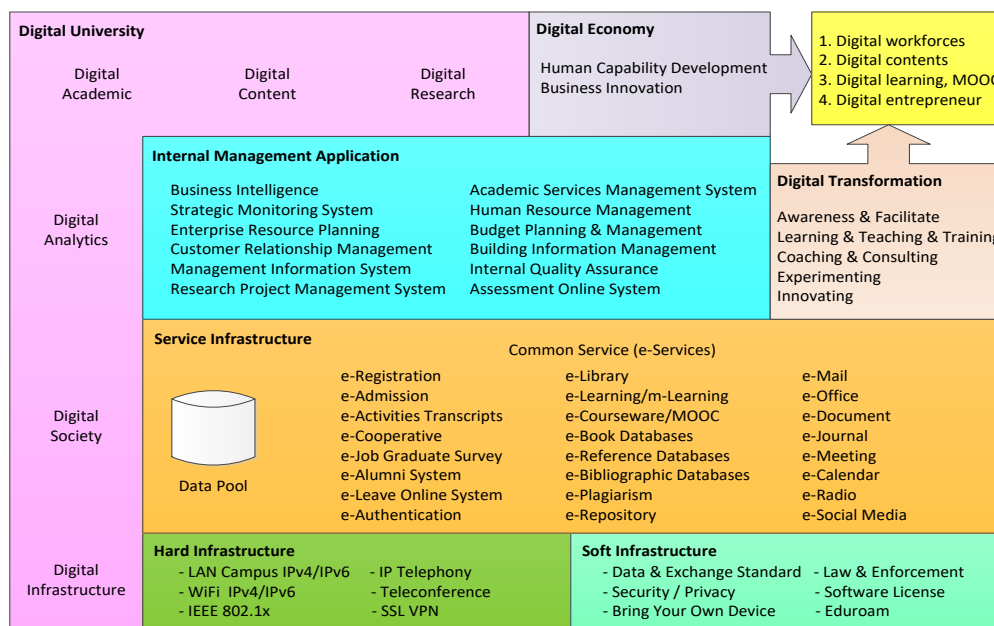 Digital University
Digital
Academic
Digital
Content
Digital
Research
Digital Economy
Human Capability Development
Business Innovation
1. Digital workforces
2. Digital contents
3. Digital learning, MOOC
4. Digital entrepreneur
Digital
Analytics
Internal Management Application
Business Intelligence
Strategic Monitoring System
Enterprise Resource Planning
Customer Relationship Management
Management Information System
Research Project Management System
Academic Services Management System
Human Resource Management
Budget Planning & Management
Building Information Management
Internal Quality Assurance
Assessment Online System
Digital Transformation
Awareness & Facilitate
Learning & Teaching & Training
Coaching & Consulting
Experimenting
Innovating
Digital
Society
Service Infrastructure
Common Service (e-Services)
Data Pool
e-Registration
e-Admission
e-Activities Transcripts
e-Cooperative
e-Job Graduate Survey
e-Alumni System
e-Leave Online System
e-Authentication
e-Library
e-Learning/m-Learning
e-Courseware/MOOC
e-Book Databases
e-Reference Databases
e-Bibliographic Databases
e-Plagiarism
e-Repository
e-Mail
e-Office
e-Document
e-Journal
e-Meeting
e-Calendar
e-Radio
e-Social Media
Digital
Infrastructure
Hard Infrastructure
- LAN Campus IPv4/IPv6
- WiFi IPv4/IPv6
- IEEE 802.1x
- IP Telephony
- Teleconference
- SSL VPN
Soft Infrastructure
- Data & Exchange Standard
- Security / Privacy
- Bring Your Own Device
- Law & Enforcement
- Software License
- Eduroam